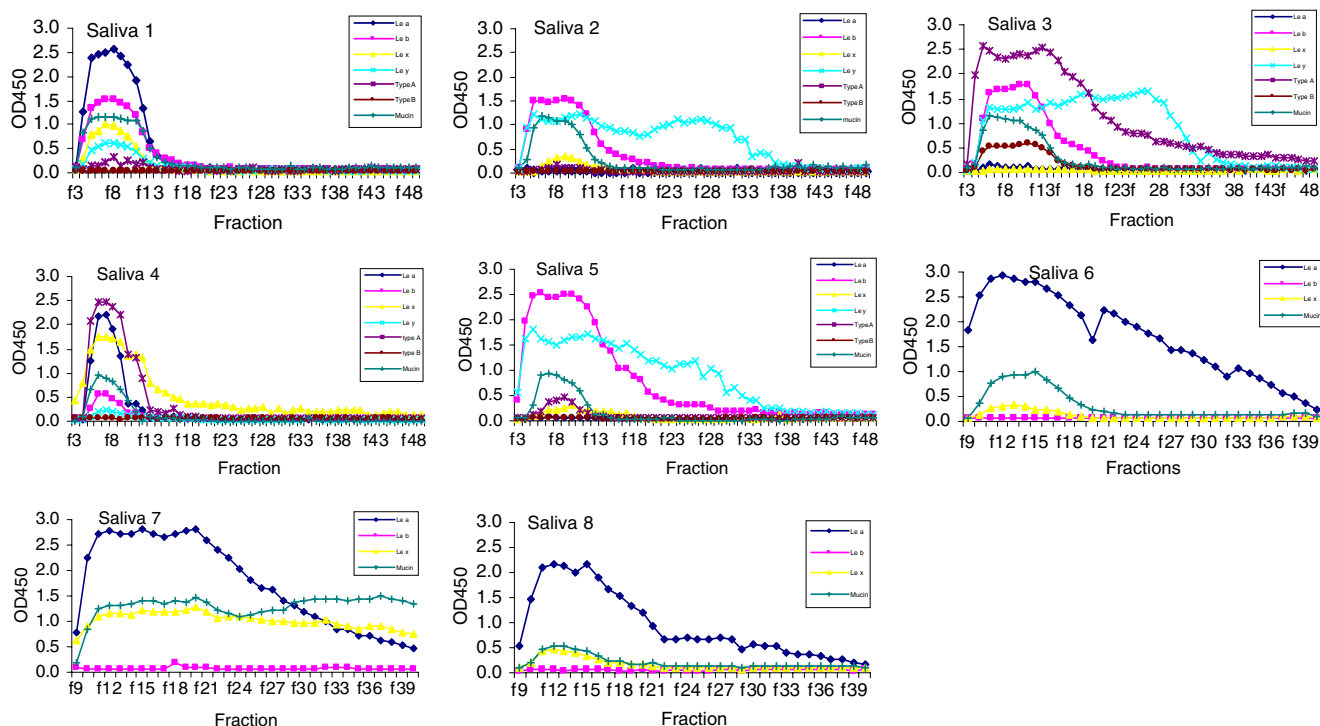 Saliva 1
3.0
2.5
2.0
1.5
1.0
0.5
0.0
OD450
f3 f8 f13 f18 f23 f28 f33 f38 f43 f48
Fraction
Le a
Le b
Le x
Le y
TypeA
TypeB
Mucin
Saliva 2
3.0
2.5
2.0
1.5
1.0
0.5
0.0
f3 f8 f13 f18 f23 f28 f33 f38 f43 f48
Fraction
Le a
Le b
Le x
Le y
TypeA
TypeB
mucin
Saliva 3
3.0
2.5
2.0
1.5
1.0
0.5
0.0
f3 f8 f13f f18 f23f 28 f33f 38 f43f 48
Fraction
Le a
Le b
Le x
Le y
Type A
Type B
Mucin
Saliva 4
3.0
2.5
2.0
1.5
1.0
0.5
0.0
OD450
f3 f8 f13 f18 f23 f28 f33 f38 f43 f48
Fraction
Le a
Le b
Le x
Le y
type A
type B
Mucin
Saliva 5
3.0
2.5
2.0
1.5
1.0
0.5
0.0
f3 f8 f13 f18 f23 f28 f33 f38 f43 f48
Fraction
Le a
Le b
Le x
Le y
TypeA
TypeB
Mucin
Saliva 6
3.0
2.5
2.0
1.5
1.0
0.5
0.0
f9 f12 f15 f18 f21 f24 f27 f30 f33 f36 f39
Fractions
Le a
Le b
Le x
Mucin
Saliva 7
3.0
2.5
2.0
1.5
1.0
0.5
0.0
OD450
f9 f12 f15 f18 f21 f24 f27 f30 f33 f36 f39
Fraction
Le a
Le b
Le x
Mucin
Saliva 8
3.0
2.5
2.0
1.5
1.0
0.5
0.0
OD450
f9 f12 f15 f18 f21 f24 f27 f30 f33 f36 f39
Fraction
Le a
Le b
Le x
Mucin